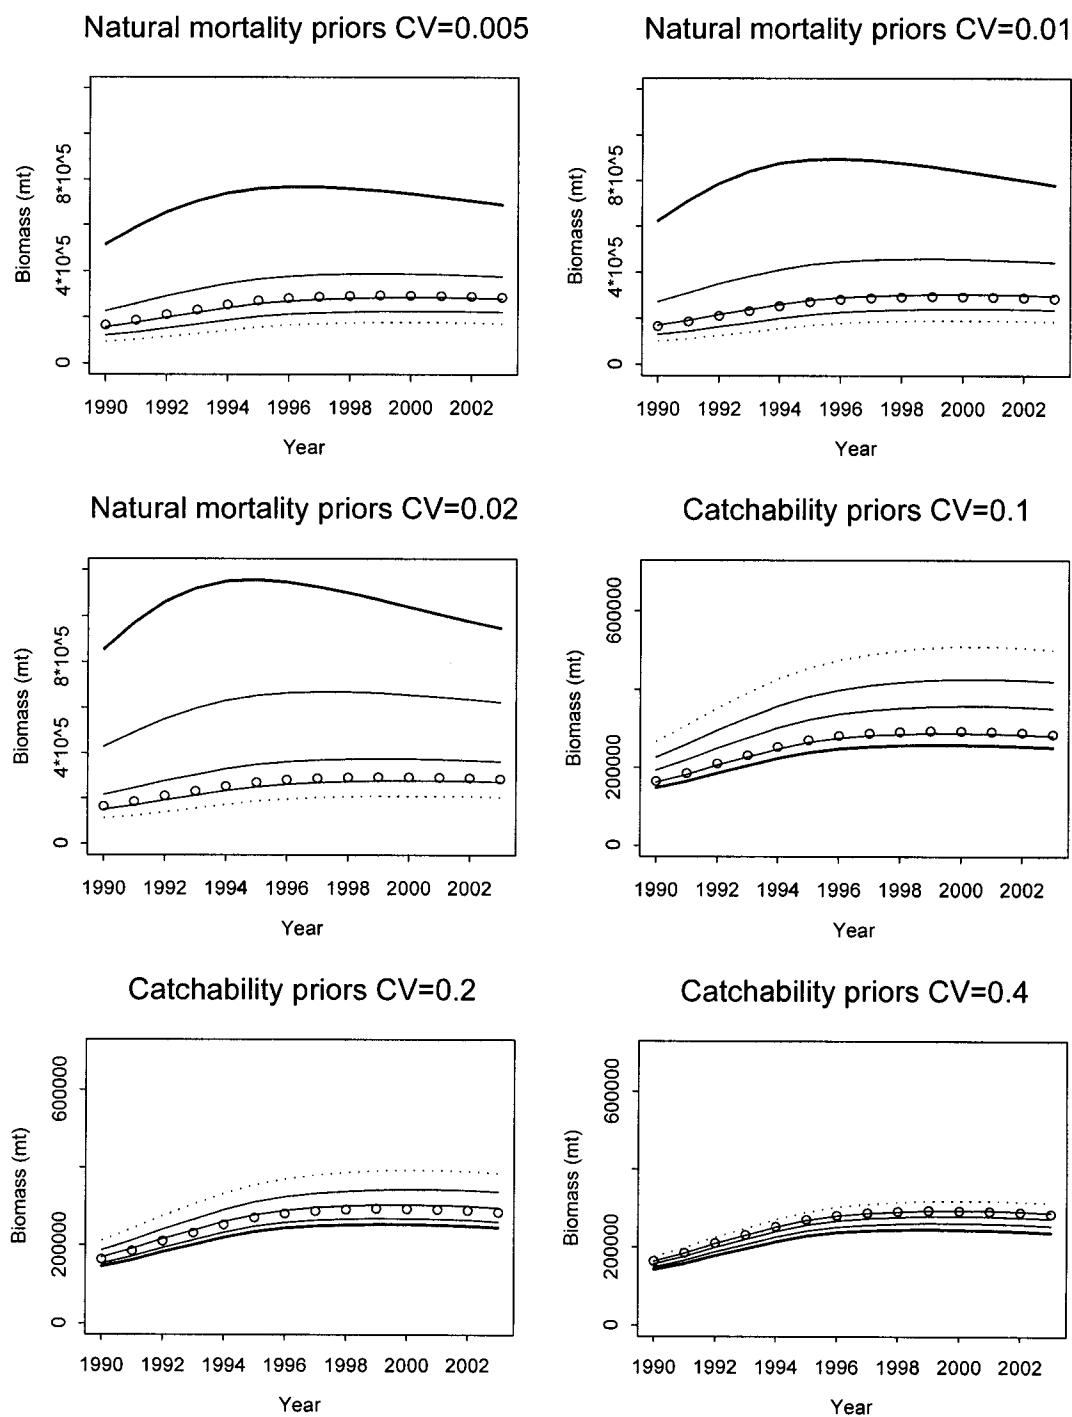 Natural mortality priors CV=0.005
Biomass (mt)
8*10^5
4*10^5
0
1990 1992 1994 1996 1998 2000 2002
Year
Natural mortality priors CV=0.01
Biomass (mt)
8*10^5
4*10^5
0
1990 1992 1994 1996 1998 2000 2002
Year
Natural mortality priors CV=0.02
Biomass (mt)
8*10^5
4*10^5
0
1990 1992 1994 1996 1998 2000 2002
Year
Catchability priors CV=0.1
Biomass (mt)
600000
200000
0
1990 1992 1994 1996 1998 2000 2002
Year
Catchability priors CV=0.2
Biomass (mt)
600000
200000
0
1990 1992 1994 1996 1998 2000 2002
Year
Catchability priors CV=0.4
Biomass (mt)
600000
200000
0
1990 1992 1994 1996 1998 2000 2002
Year